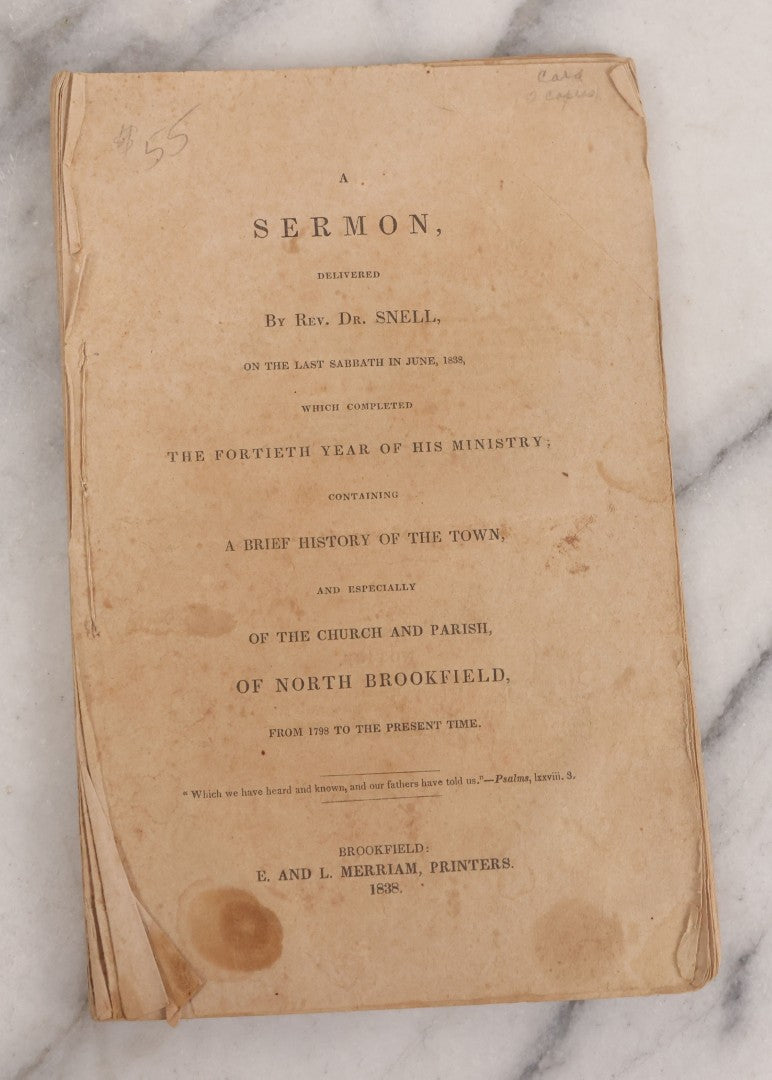 Card
2 copies
$55
A
SERMON,
DELIVERED
BY REV. DR. SNELL,
ON THE LAST SABBATH IN JUNE, 1838,
WHICH COMPLETED
THE FORTIETH YEAR OF HIS MINISTRY;
CONTAINING
A BRIEF HISTORY OF THE TOWN,
AND ESPECIALLY
OF THE CHURCH AND PARISH,
OF NORTH BROOKFIELD,
FROM 1798 TO THE PRESENT TIME.
"Which we have heard and known, and our fathers have told us."—Psalms, lxxviii. 3.
BROOKFIELD:
E. AND L. MERRIAM, PRINTERS.
1838.